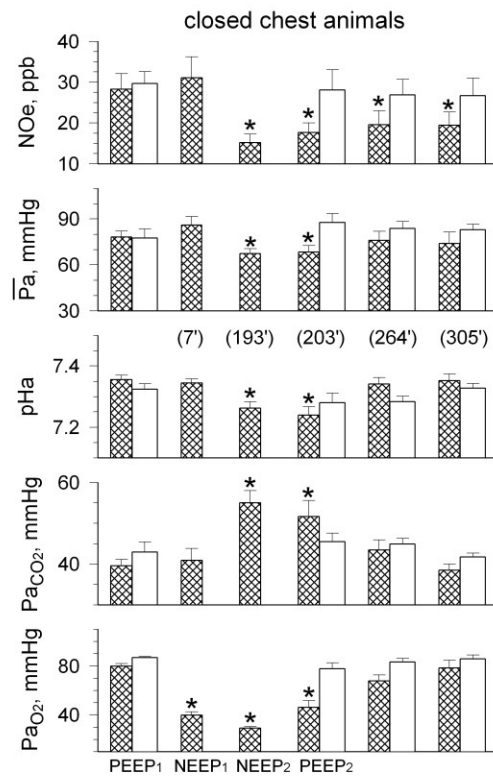 closed chest animals
NOe, ppb
40
30
20
10
* * * *
P̅a, mmHg
90
60
30
* *
(7') (193') (203') (264') (305')
pHa
7.4
7.2
* *
PaCO2, mmHg
60
40
* *
PaO2, mmHg
80
40
* * *
PEEP1 NEEP1 NEEP2 PEEP2